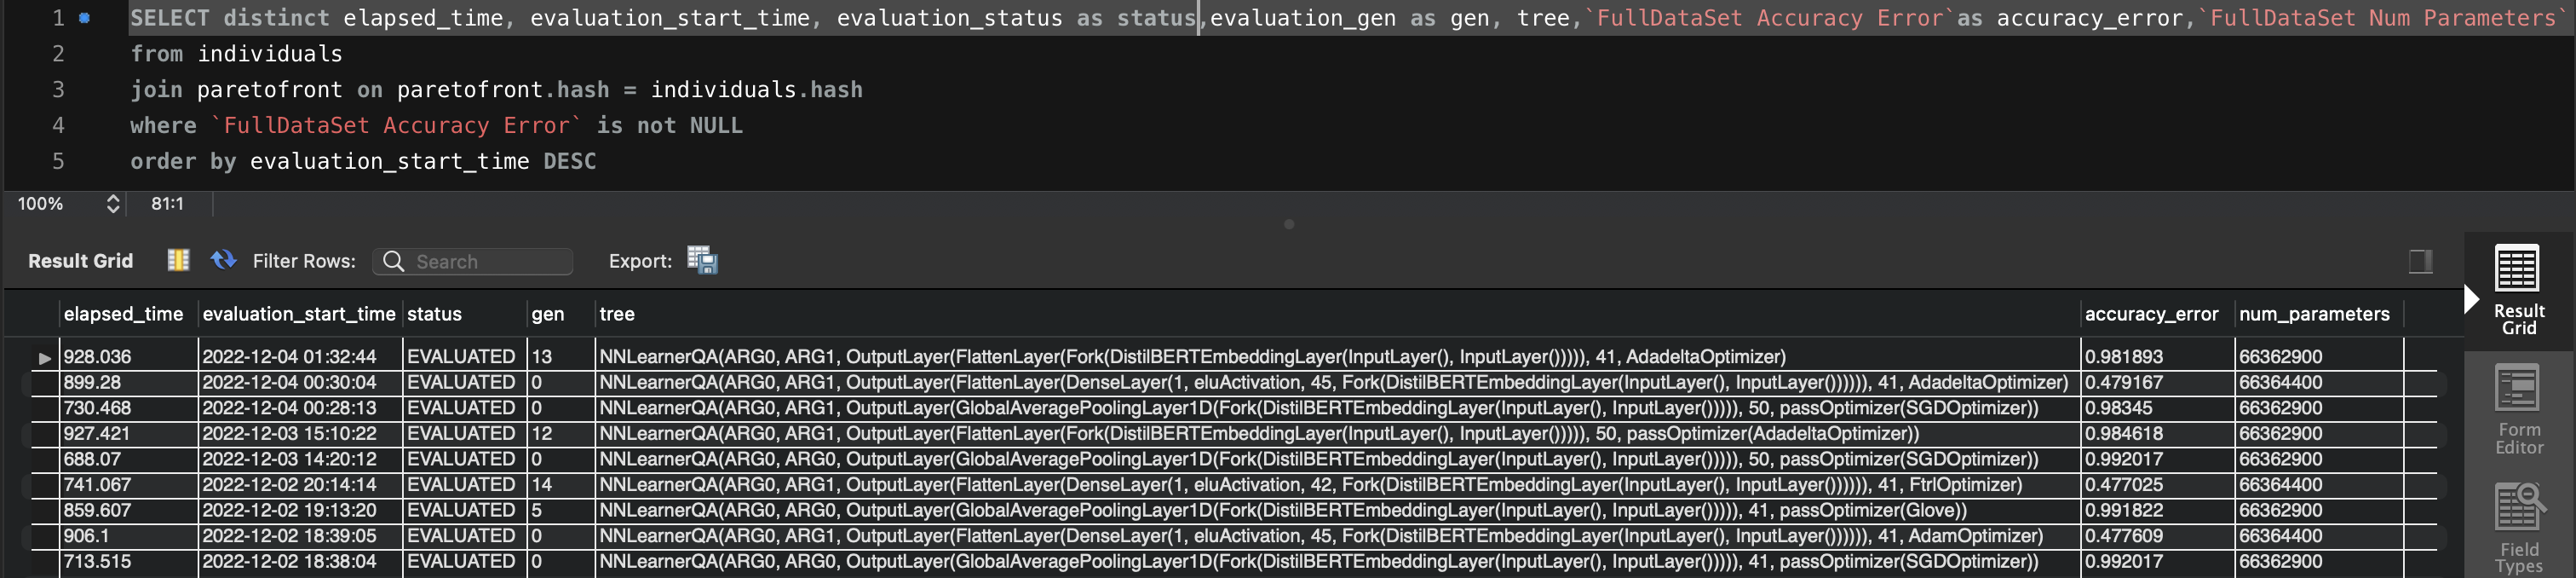 1 SELECT distinct elapsed_time, evaluation_start_time, evaluation_status as status,evaluation_gen as gen, tree,`FullDataSet Accuracy Error`as accuracy_error,`FullDataSet Num Parameters`
2 from individuals
3 join paretofront on paretofront.hash = individuals.hash
4 where `FullDataSet Accuracy Error` is not NULL
5 order by evaluation_start_time DESC
100% 81:1
Result Grid Filter Rows: Search Export:
elapsed_time evaluation_start_time status gen tree accuracy_error num_parameters
928.036 2022-12-04 01:32:44 EVALUATED 13 NNLearnerQA(ARG0, ARG1, OutputLayer(FlattenLayer(Fork(DistilBERTEmbeddingLayer(InputLayer(), InputLayer())))), 41, AdadeltaOptimizer) 0.981893 66362900
899.28 2022-12-04 00:30:04 EVALUATED 0 NNLearnerQA(ARG0, ARG1, OutputLayer(FlattenLayer(DenseLayer(1, eluActivation, 45, Fork(DistilBERTEmbeddingLayer(InputLayer(), InputLayer()))))), 41, AdadeltaOptimizer) 0.479167 66364400
730.468 2022-12-04 00:28:13 EVALUATED 0 NNLearnerQA(ARG0, ARG1, OutputLayer(GlobalAveragePoolingLayer1D(Fork(DistilBERTEmbeddingLayer(InputLayer(), InputLayer())))), 50, passOptimizer(SGDOptimizer)) 0.98345 66362900
927.421 2022-12-03 15:10:22 EVALUATED 12 NNLearnerQA(ARG0, ARG1, OutputLayer(FlattenLayer(Fork(DistilBERTEmbeddingLayer(InputLayer(), InputLayer())))), 50, passOptimizer(AdadeltaOptimizer)) 0.984618 66362900
688.07 2022-12-03 14:20:12 EVALUATED 0 NNLearnerQA(ARG0, ARG0, OutputLayer(GlobalAveragePoolingLayer1D(Fork(DistilBERTEmbeddingLayer(InputLayer(), InputLayer())))), 50, passOptimizer(SGDOptimizer)) 0.992017 66362900
741.067 2022-12-02 20:14:14 EVALUATED 14 NNLearnerQA(ARG0, ARG1, OutputLayer(FlattenLayer(DenseLayer(1, eluActivation, 42, Fork(DistilBERTEmbeddingLayer(InputLayer(), InputLayer()))))), 41, FtrlOptimizer) 0.477025 66364400
859.607 2022-12-02 19:13:20 EVALUATED 5 NNLearnerQA(ARG0, ARG1, OutputLayer(GlobalAveragePoolingLayer1D(Fork(DistilBERTEmbeddingLayer(InputLayer(), InputLayer())))), 41, passOptimizer(Glove)) 0.991822 66362900
906.1 2022-12-02 18:39:05 EVALUATED 0 NNLearnerQA(ARG0, ARG1, OutputLayer(FlattenLayer(DenseLayer(1, eluActivation, 45, Fork(DistilBERTEmbeddingLayer(InputLayer(), InputLayer()))))), 41, AdamOptimizer) 0.477609 66364400
713.515 2022-12-02 18:38:04 EVALUATED 0 NNLearnerQA(ARG0, ARG0, OutputLayer(GlobalAveragePoolingLayer1D(Fork(DistilBERTEmbeddingLayer(InputLayer(), InputLayer())))), 41, passOptimizer(SGDOptimizer)) 0.992017 66362900
Result
Grid
Form
Editor
Field
Types